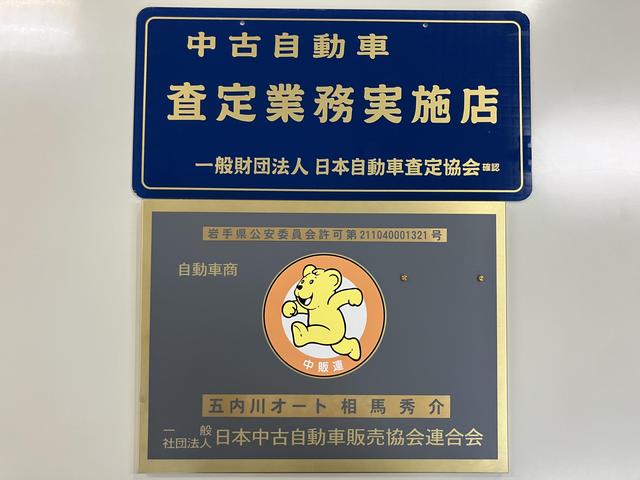 中古自動車
査定業務実施店
一般財団法人 日本自動車査定協会 確認
岩手県公安委員会許可第211040001321号
自動車商
中販連
五内川オート 相馬秀介
一般社団法人 日本中古自動車販売協会連合会